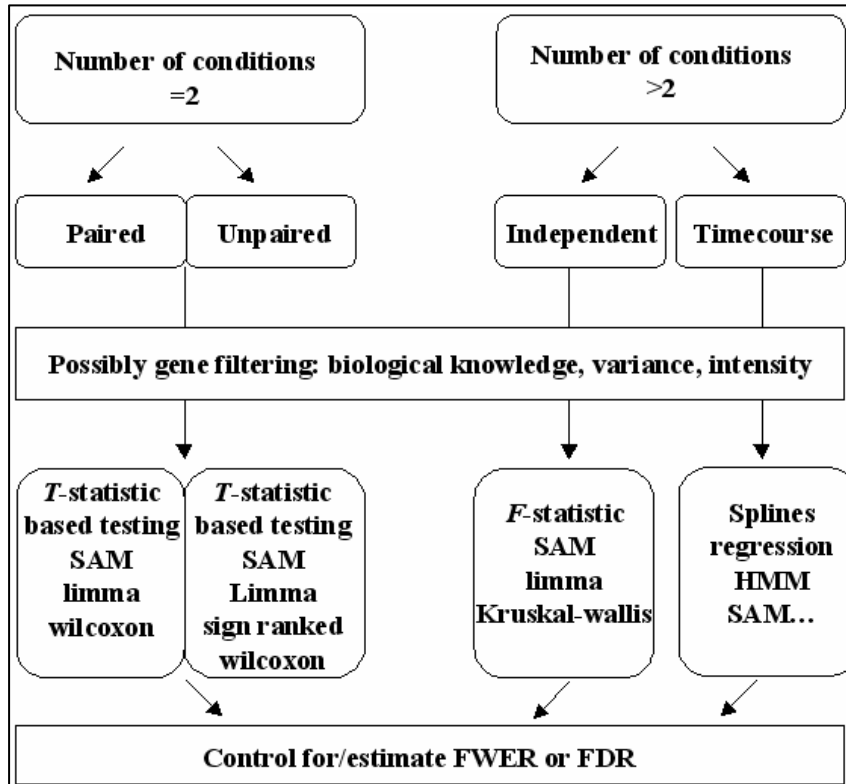 Number of conditions
=2
Number of conditions
>2
Paired
Unpaired
Independent
Timecourse
Possibly gene filtering: biological knowledge, variance, intensity
T-statistic
based testing
SAM
limma
wilcoxon
T-statistic
based testing
SAM
Limma
sign ranked
wilcoxon
F-statistic
SAM
limma
Kruskal-wallis
Splines
regression
HMM
SAM…
Control for/estimate FWER or FDR